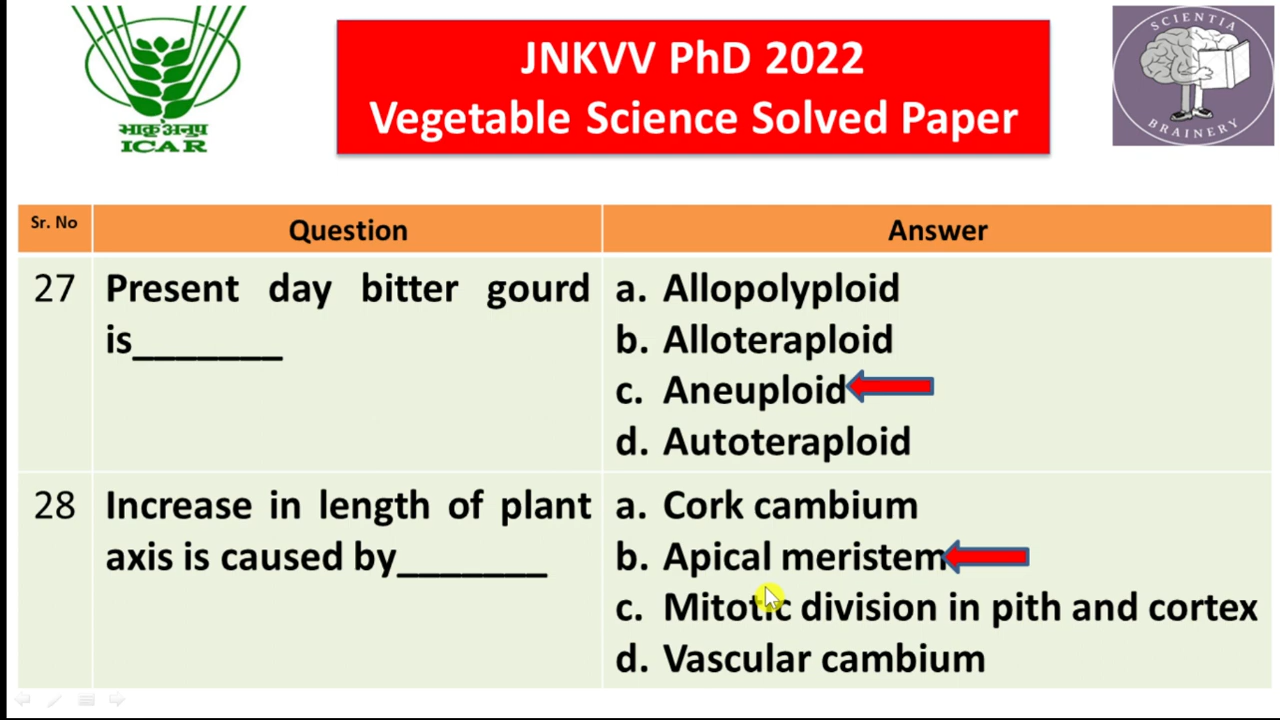 JNKVV PhD 2022
Vegetable Science Solved Paper
भाकृअनुप
ICAR
SCIENTIA
BRAINERY
Sr. No Question Answer
27 Present day bitter gourd
is_______
a. Allopolyploid
b. Alloteraploid
c. Aneuploid
d. Autoteraploid
28 Increase in length of plant
axis is caused by_______
a. Cork cambium
b. Apical meristem
c. Mitotic division in pith and cortex
d. Vascular cambium